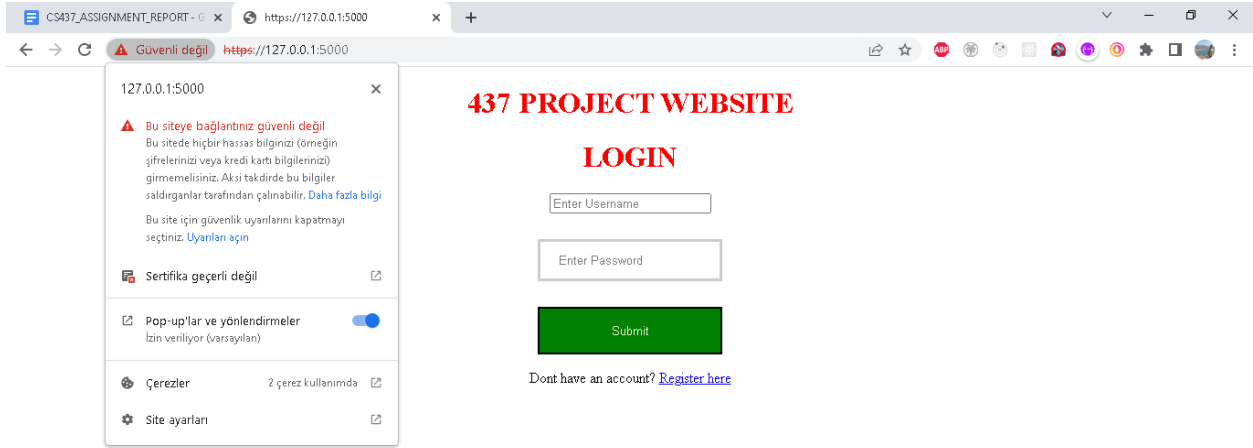 CS437_ASSIGNMENT_REPORT - G
https://127.0.0.1:5000
Güvenli değil
https://127.0.0.1:5000
ABP
127.0.0.1:5000
Bu siteye bağlantınız güvenli değil
Bu sitede hiçbir hassas bilginizi (örneğin
şifrelerinizi veya kredi kartı bilgilerinizi)
girmemelisiniz. Aksi takdirde bu bilgiler
saldırganlar tarafından çalınabilir. Daha fazla bilgi
Bu site için güvenlik uyarılarını kapatmayı
seçtiniz. Uyarıları açın
Sertifika geçerli değil
Pop-up'lar ve yönlendirmeler
İzin veriliyor (varsayılan)
Çerezler 2 çerez kullanımda
Site ayarları
437 PROJECT WEBSITE
LOGIN
Enter Username
Enter Password
Submit
Dont have an account? Register here